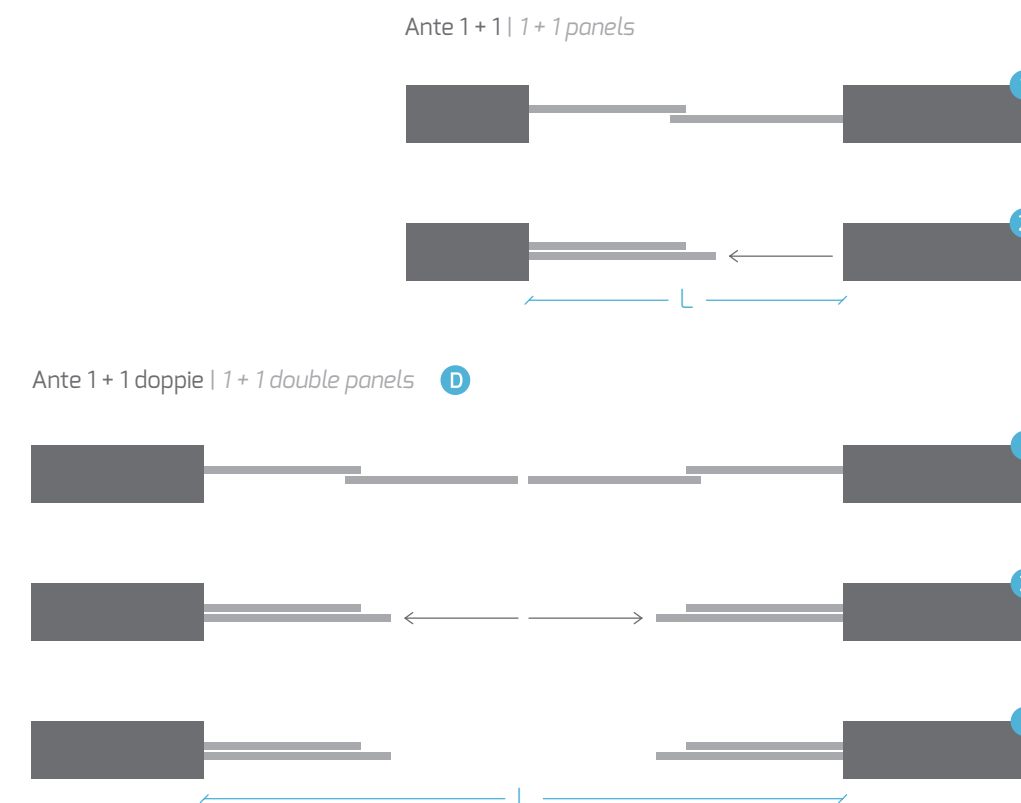 Ante 1 + 1 | 1 + 1 panels
L
Ante 1 + 1 doppie | 1 + 1 double panels D